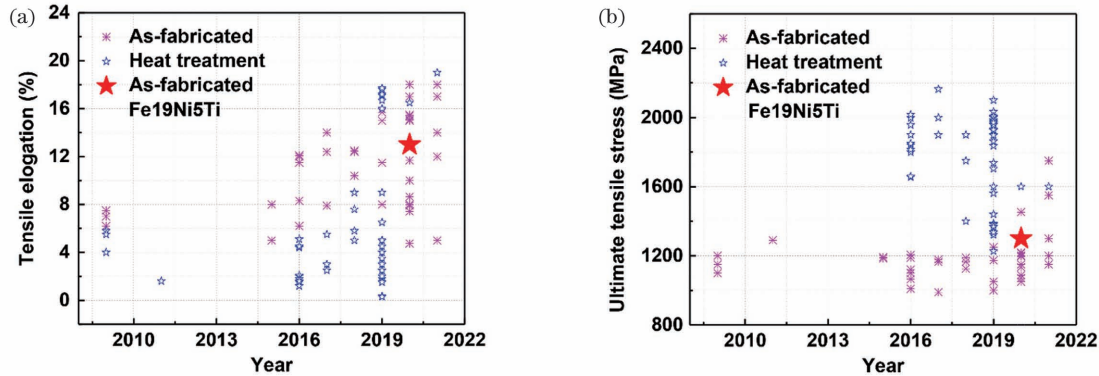 (a)
24
20
16
12
8
4
0
Tensile elogation (%)
As-fabricated
Heat treatment
As-fabricated
Fe19Ni5Ti
2010
2013
2016
2019
2022
Year
(b)
2400
2000
1600
1200
800
Ultimate tensile stress (MPa)
As-fabricated
Heat treatment
As-fabricated
Fe19Ni5Ti
2010
2013
2016
2019
2022
Year